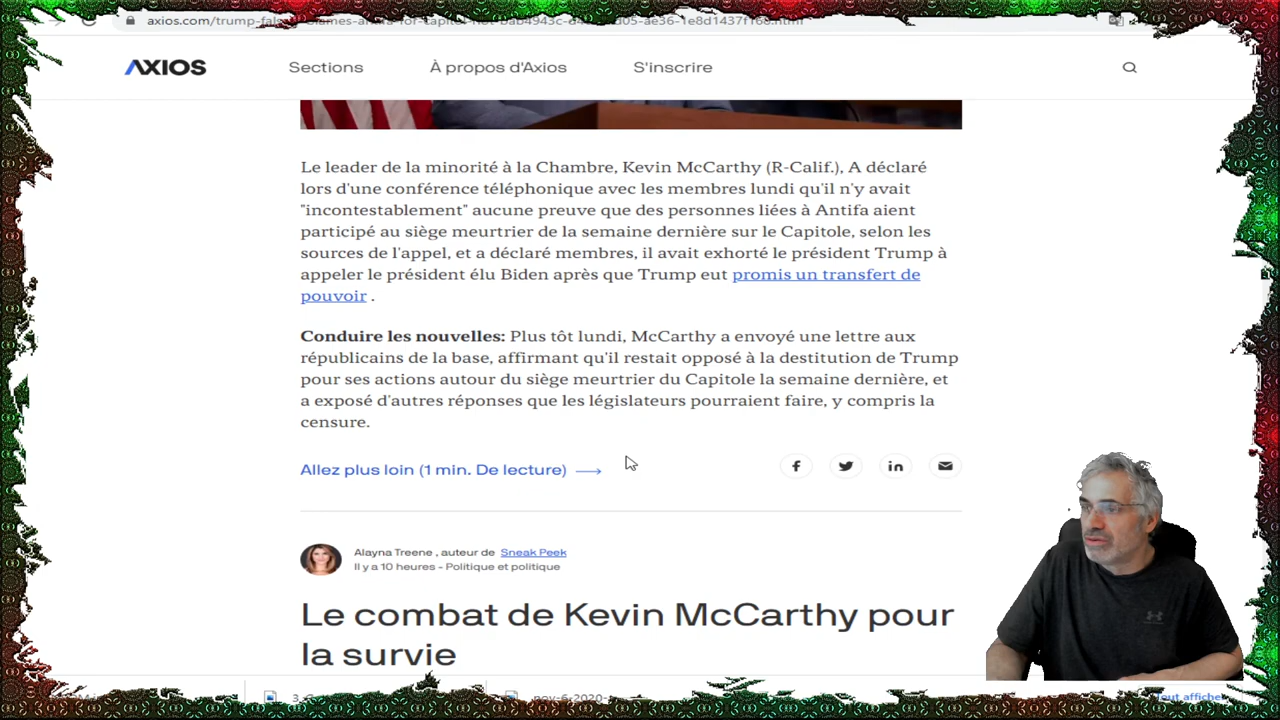 AXIOS
Sections
À propos d'Axios
S'inscrire
Le leader de la minorité à la Chambre, Kevin McCarthy (R-Calif.), A déclaré
lors d'une conférence téléphonique avec les membres lundi qu'il n'y avait
"incontestablement" aucune preuve que des personnes liées à Antifa aient
participé au siège meurtrier de la semaine dernière sur le Capitole, selon les
sources de l'appel, et a déclaré membres, il avait exhorté le président Trump à
appeler le président élu Biden après que Trump eut promis un transfert de
pouvoir .
Conduire les nouvelles: Plus tôt lundi, McCarthy a envoyé une lettre aux
républicains de la base, affirmant qu'il restait opposé à la destitution de Trump
pour ses actions autour du siège meurtrier du Capitole la semaine dernière, et
a exposé d'autres réponses que les législateurs pourraient faire, y compris la
censure.
Allez plus loin (1 min. De lecture)
Alayna Treene , auteur de Sneak Peek
Il y a 10 heures - Politique et politique
Le combat de Kevin McCarthy pour
la survie